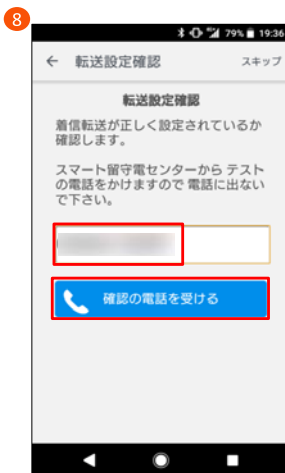 8
79% 19:36
← 転送設定確認 スキップ
転送設定確認
着信転送が正しく設定されているか
確認します。
スマート留守電センターから テスト
の電話をかけますので 電話に出ない
で下さい。
確認の電話を受ける